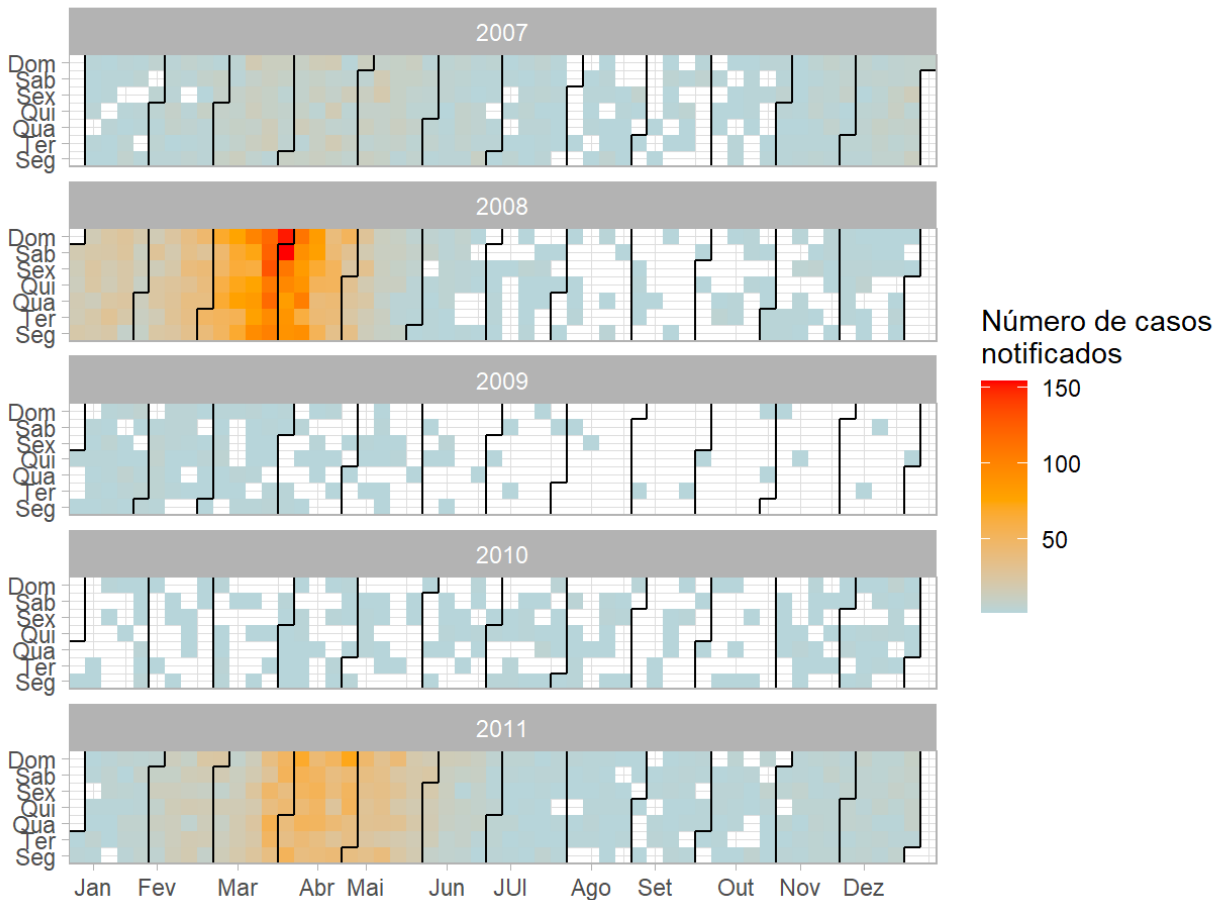 2007
Dom
Sab
Sex
Qui
Qua
Ter
Seg
2008
Dom
Sab
Sex
Qui
Qua
Ter
Seg
2009
Dom
Sab
Sex
Qui
Qua
Ter
Seg
2010
Dom
Sab
Sex
Qui
Qua
Ter
Seg
2011
Dom
Sab
Sex
Qui
Qua
Ter
Seg
Jan Fev Mar Abr Mai Jun JUl Ago Set Out Nov Dez
Número de casos
notificados
150
100
50